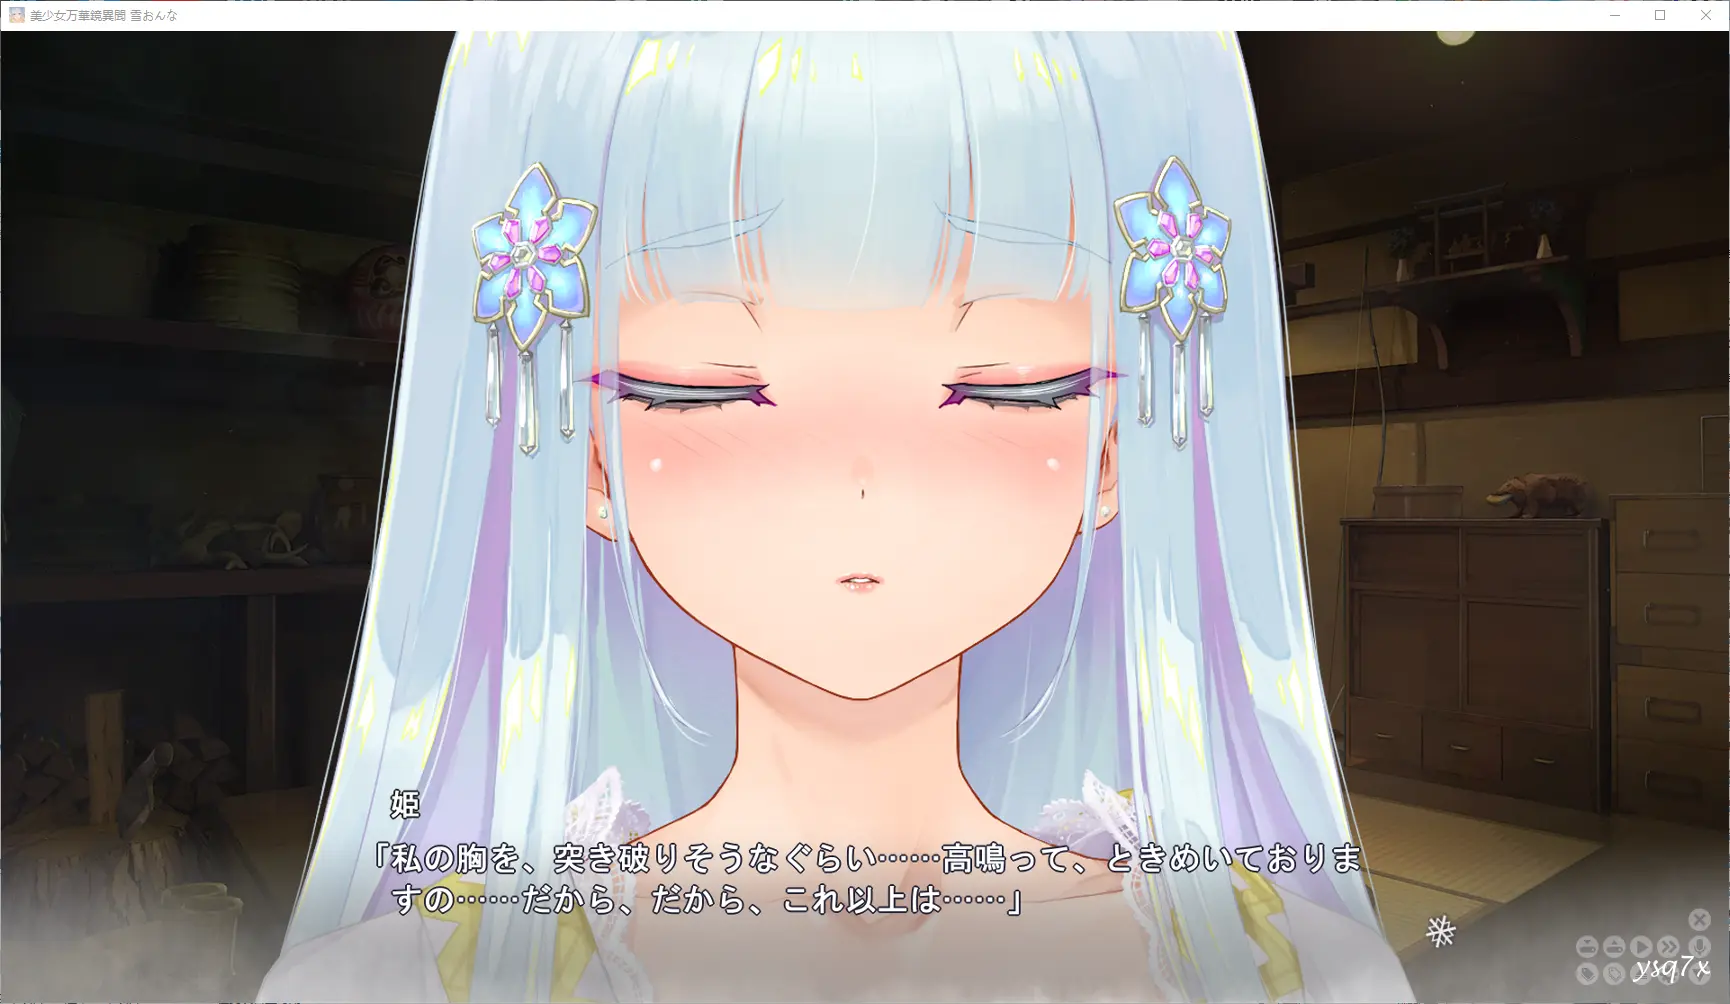 美少女万華鏡異聞 雪おんな
姫
「私の胸を、突き破りそうなぐらい……高鳴って、ときめいておりま
すの……だから、だから、これ以上は……」
ysq7x